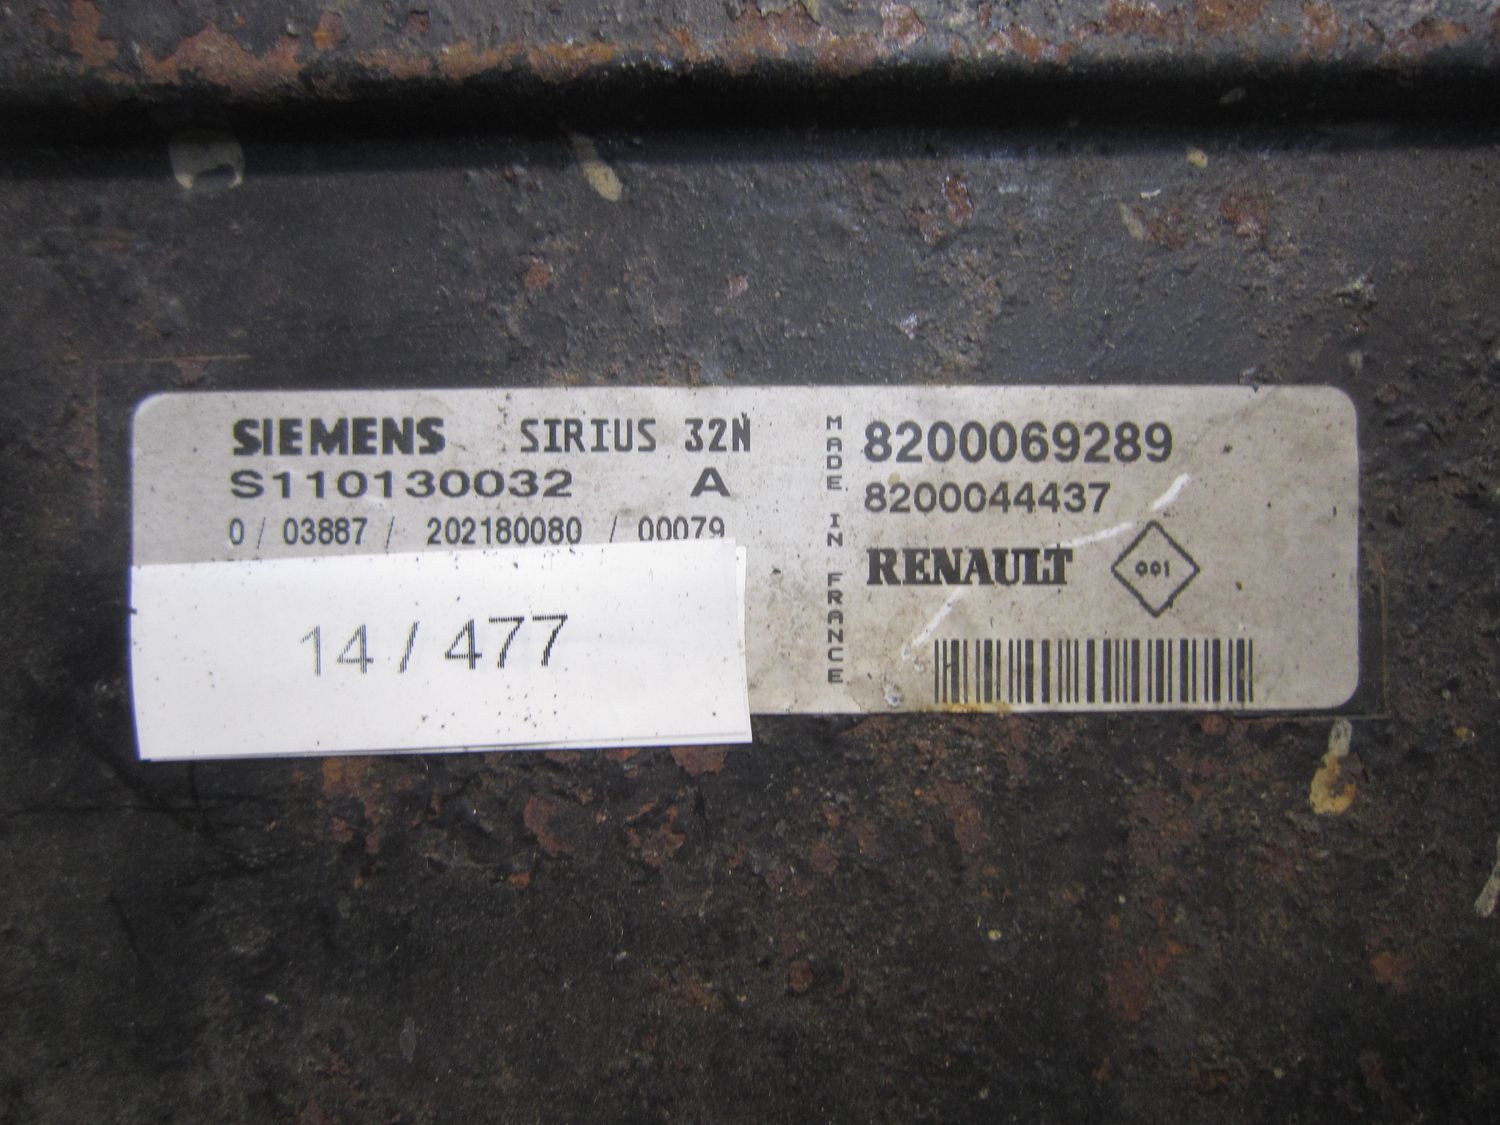 SIEMENS SIRIUS 32N
S110130032 A
0 / 03887 / 202180080 / 00079
14 / 477
MADE IN FRANCE
8200069289
8200044437
RENAULT 001